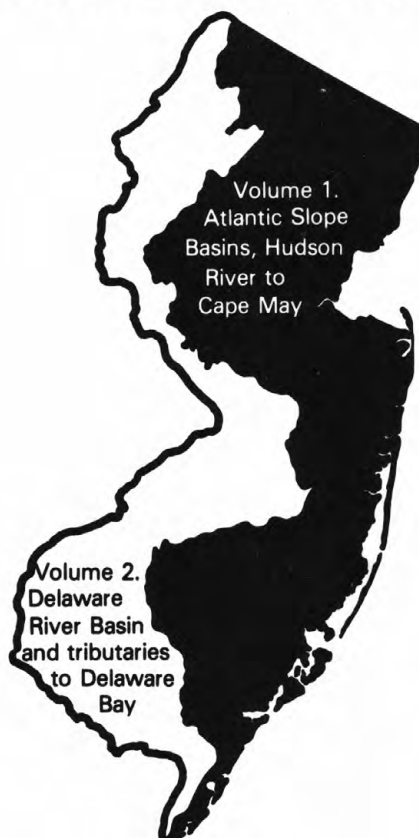 Volume 1.
Atlantic Slope
Basins, Hudson
River to
Cape May
Volume 2.
Delaware
River Basin
and tributaries
to Delaware
Bay